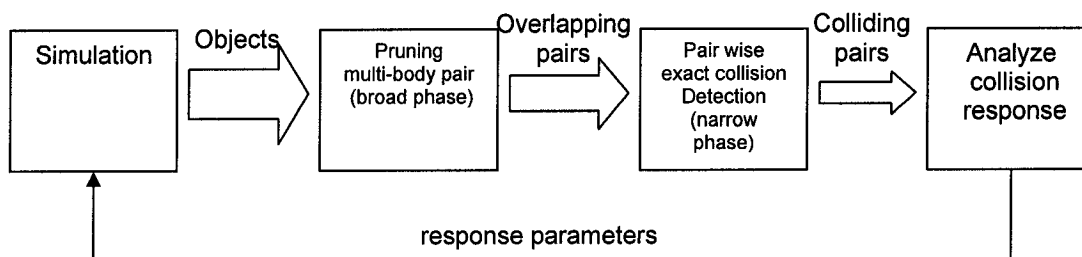 Simulation
Objects
Pruning
multi-body pair
(broad phase)
Overlapping
pairs
Pair wise
exact collision
Detection
(narrow
phase)
Colliding
pairs
Analyze
collision
response
response parameters